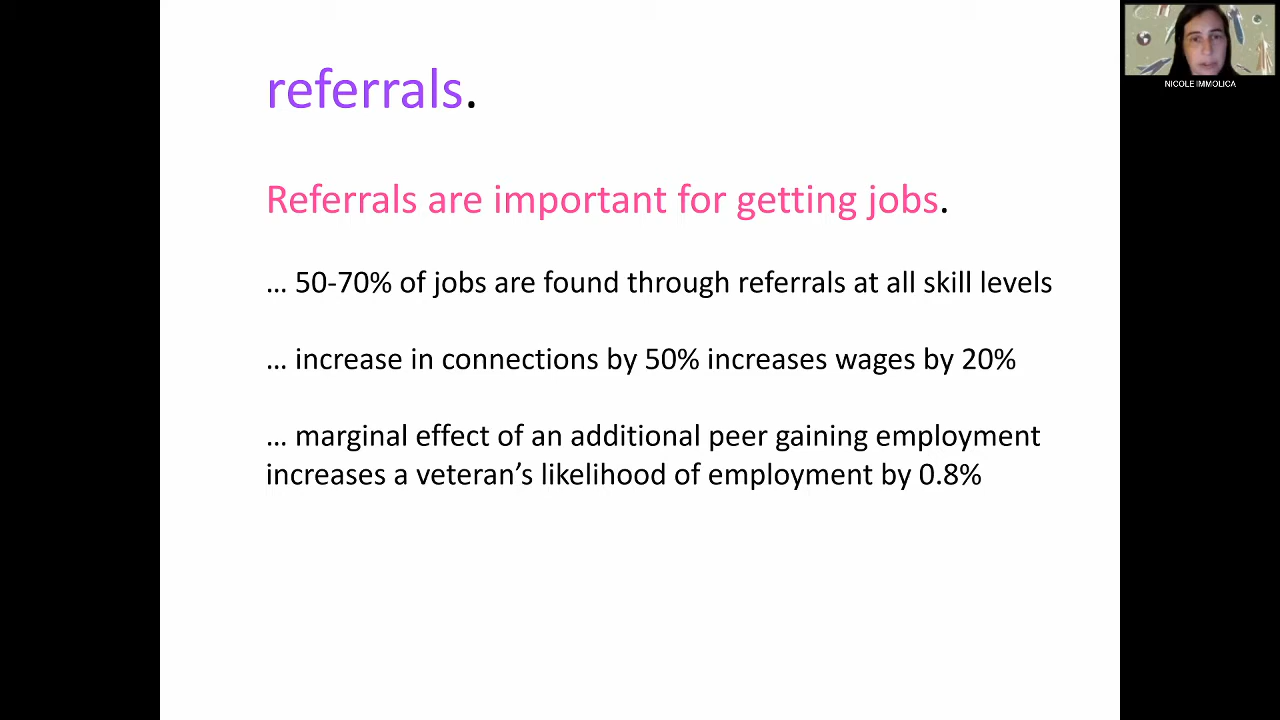 referrals.
Referrals are important for getting jobs.
... 50-70% of jobs are found through referrals at all skill levels
... increase in connections by 50% increases wages by 20%
... marginal effect of an additional peer gaining employment
increases a veteran’s likelihood of employment by 0.8%
NICOLE IMMOLICA